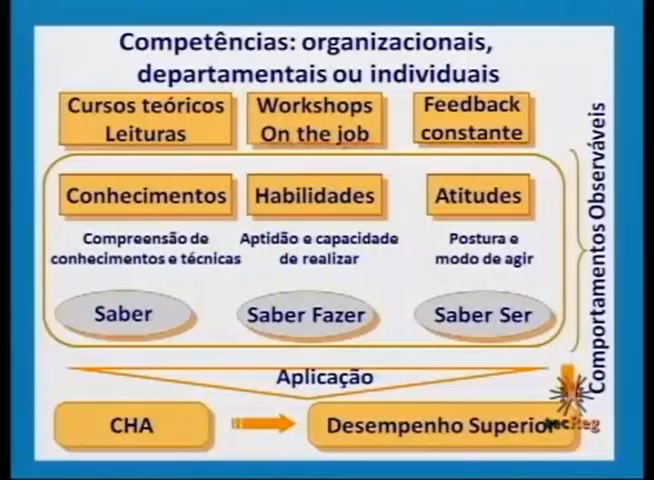 Competências: organizacionais,
departamentais ou individuais
Cursos teóricos
Leituras
Workshops
On the job
Feedback
constante
Conhecimentos
Habilidades
Atitudes
Compreensão de
conhecimentos e técnicas
Aptidão e capacidade
de realizar
Postura e
modo de agir
Saber
Saber Fazer
Saber Ser
Comportamentos Observáveis
Aplicação
CHA
Desempenho Superior